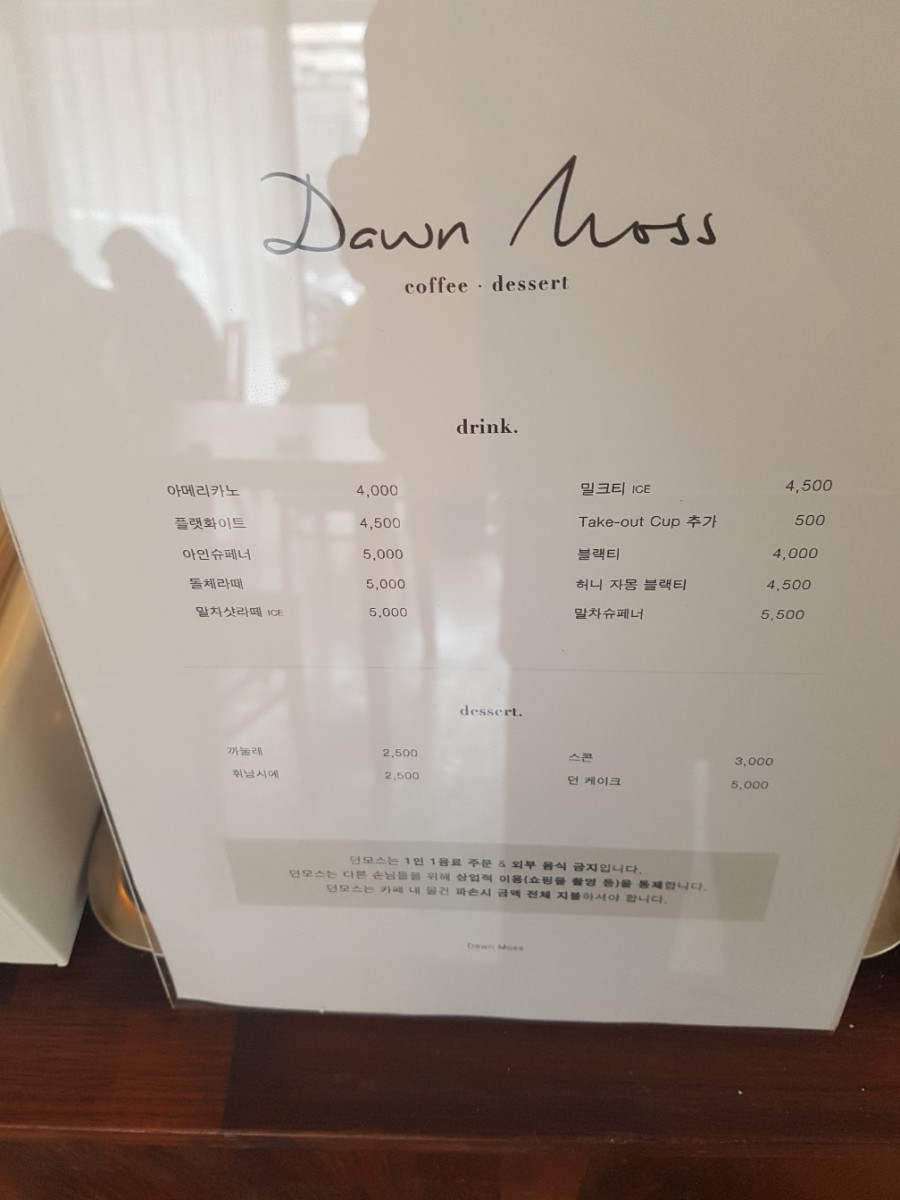 Dawn Moss
coffee · dessert
drink.
아메리카노 4,000
플랫화이트 4,500
아인슈페너 5,000
돌체라떼 5,000
말차샷라떼 ICE 5,000
밀크티 ICE 4,500
Take-out Cup 추가 500
블랙티 4,000
허니 자몽 블랙티 4,500
말차슈페너 5,500
dessert.
까눌레 2,500
휘낭시에 2,500
스콘 3,000
던 케이크 5,000
던모스는 1인 1음료 주문 & 외부 음식 금지입니다.
던모스는 다른 손님들을 위해 상업적 이용(쇼핑몰 촬영 등)을 통제합니다.
던모스는 카페 내 물건 파손시 금액 전체 지불하셔야 합니다.
Dawn Moss